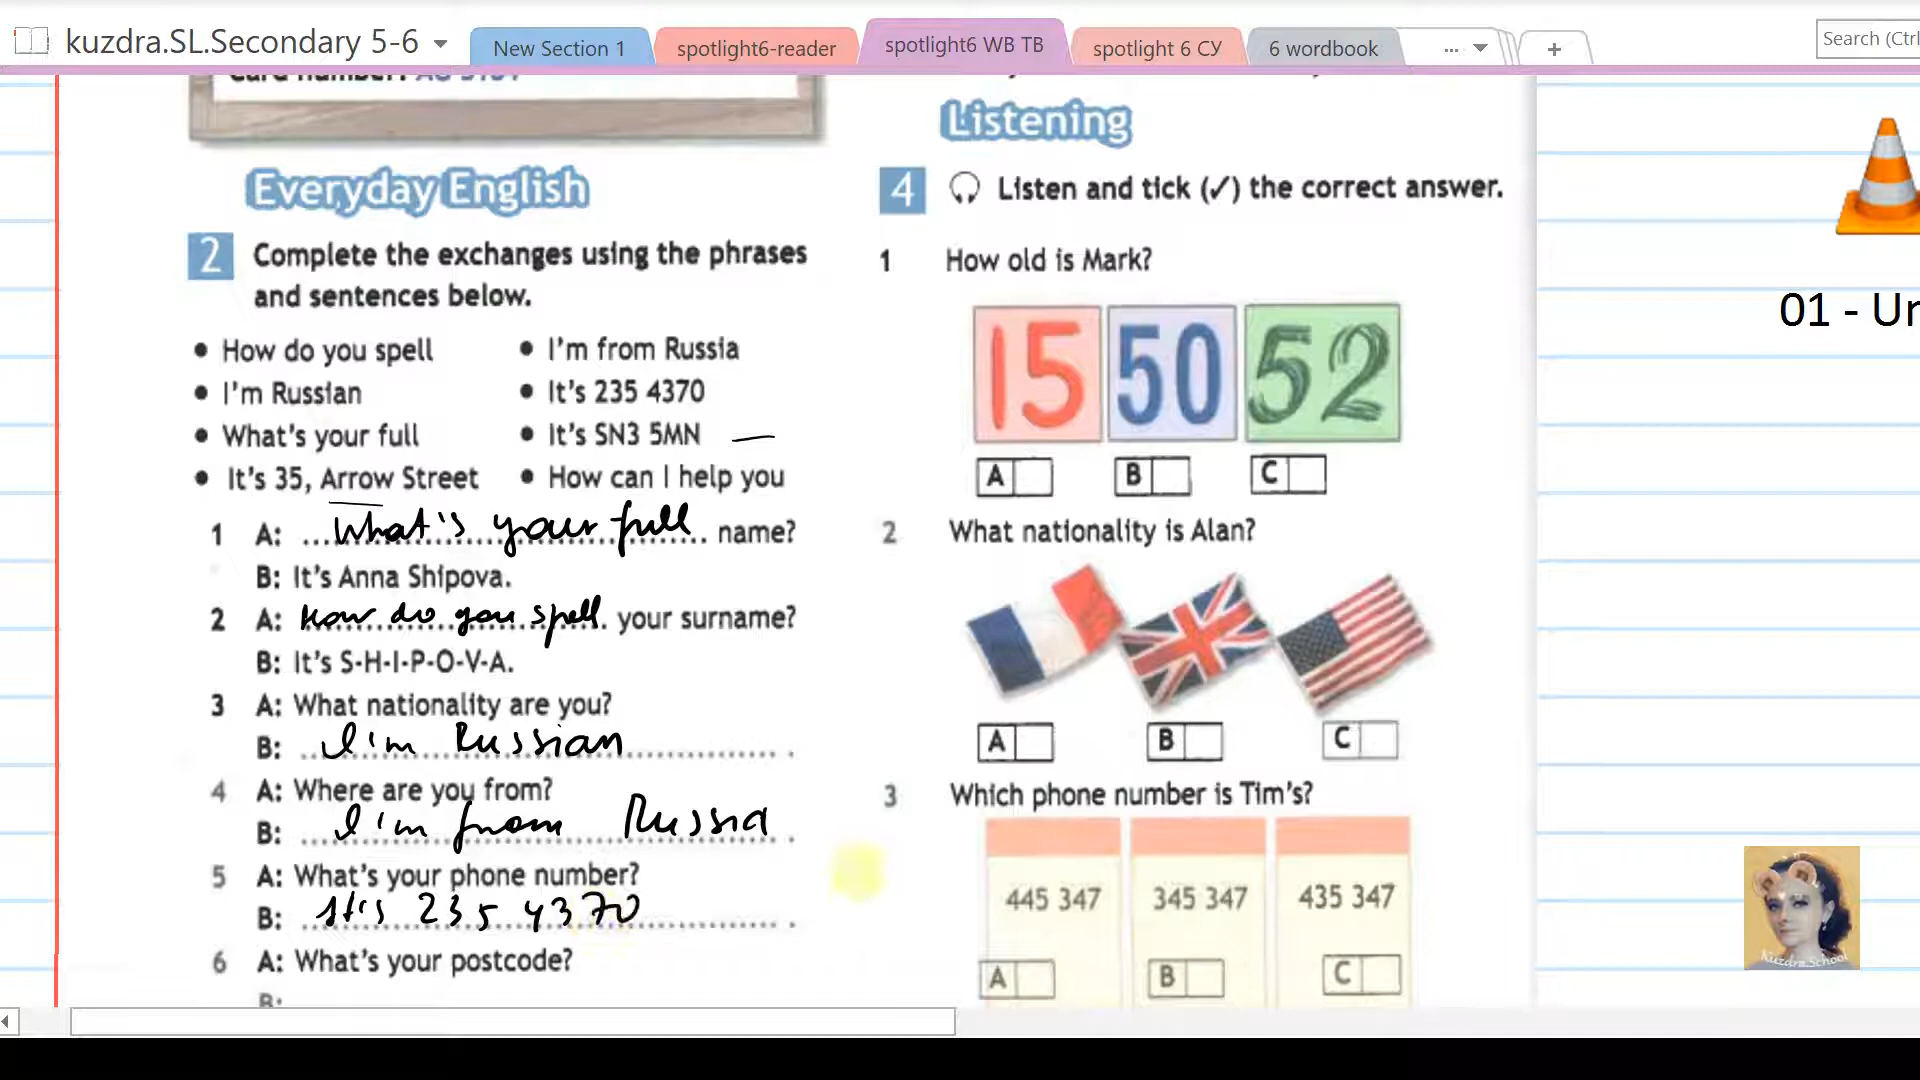 kuzdra.SL.Secondary 5-6
New Section 1
spotlight6-reader
spotlight6 WB TB
spotlight 6 СУ
6 wordbook
...
+
Search (Ctrl
Everyday English
2 Complete the exchanges using the phrases
and sentences below.
• How do you spell
• I'm Russian
• What's your full
• It's 35, Arrow Street
• I'm from Russia
• It's 235 4370
• It's SN3 5MN
• How can I help you
1 A: What's your full name?
B: It's Anna Shipova.
2 A: How do you spell your surname?
B: It's S-H-I-P-O-V-A.
3 A: What nationality are you?
B: I'm Russian.
4 A: Where are you from?
B: I'm from Russia.
5 A: What's your phone number?
B: It's 235 4370.
6 A: What's your postcode?
B:
Listening
4 Listen and tick (✓) the correct answer.
1 How old is Mark?
15 50 52
A B C
2 What nationality is Alan?
A B C
3 Which phone number is Tim's?
445 347 345 347 435 347
A B C
01 - Ur
Kuzdra.School